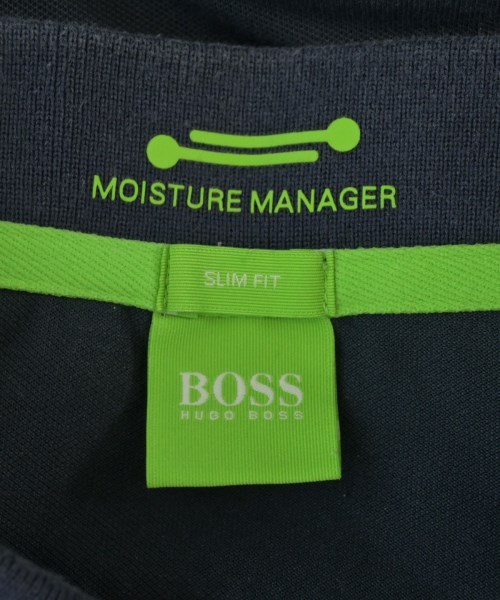 MOISTURE MANAGER
SLIM FIT
BOSS
HUGO BOSS